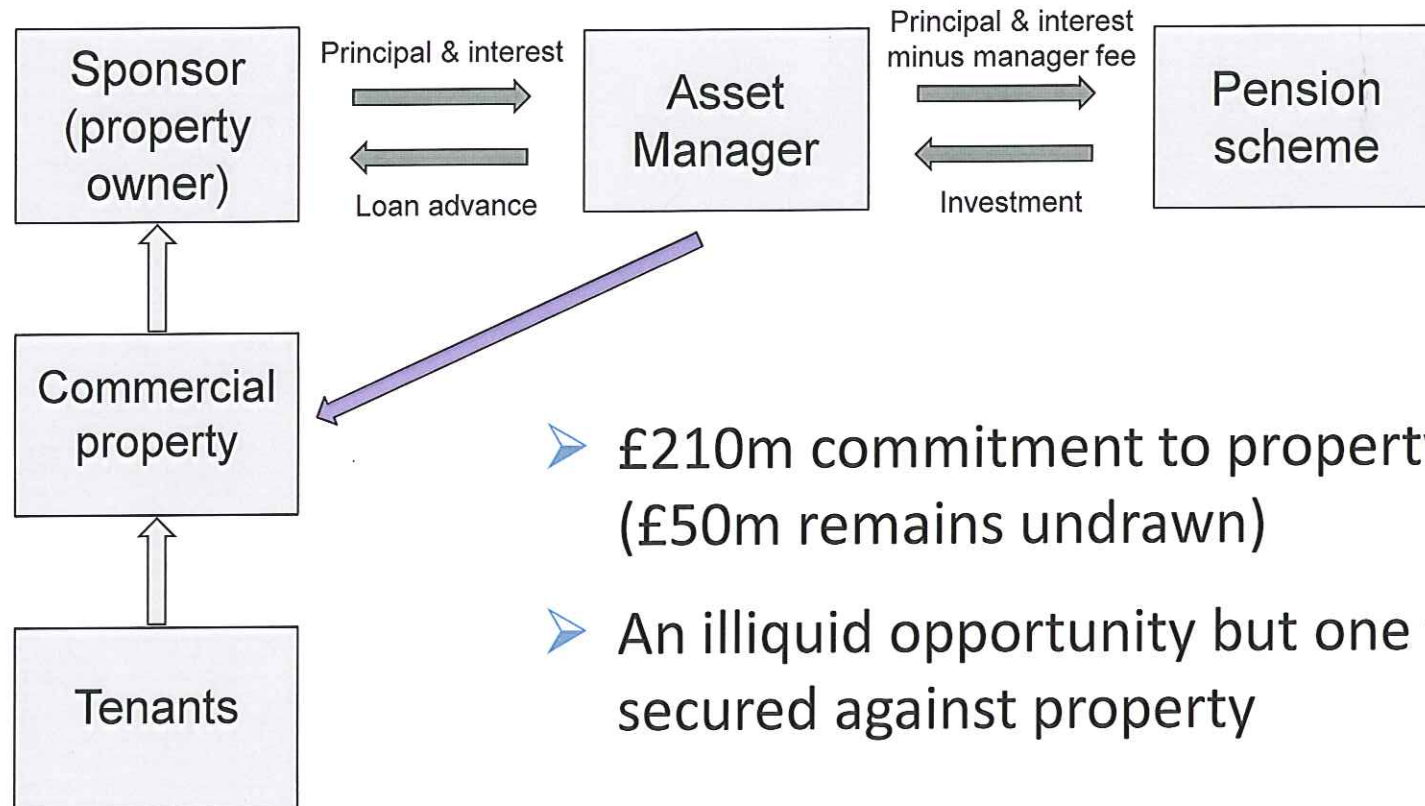 Sponsor
(property
owner)
Principal & interest
Loan advance
Asset
Manager
Principal & interest
minus manager fee
Investment
Pension
scheme
Commercial
property
Tenants
➢ £210m commitment to property
(£50m remains undrawn)
➢ An illiquid opportunity but one
secured against property